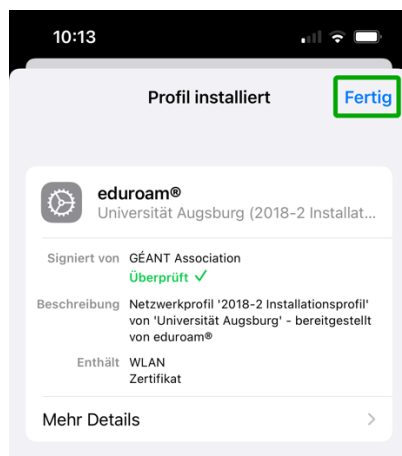 10:13
Profil installiert
Fertig
eduroam®
Universität Augsburg (2018-2 Installat...
Signiert von GÉANT Association
Überprüft ✓
Beschreibung Netzwerkprofil '2018-2 Installationsprofil'
von 'Universität Augsburg' - bereitgestellt
von eduroam®
Enthält WLAN
Zertifikat
Mehr Details